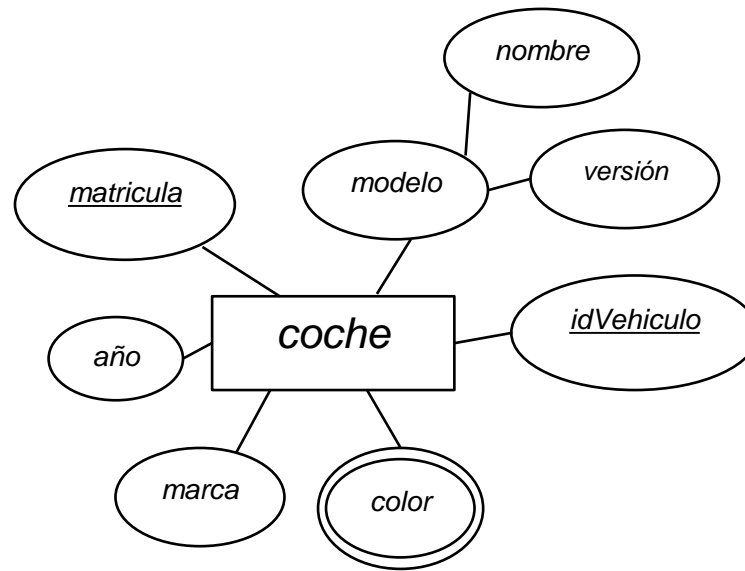 nombre
modelo
versión
matricula
coche
idVehiculo
año
marca
color